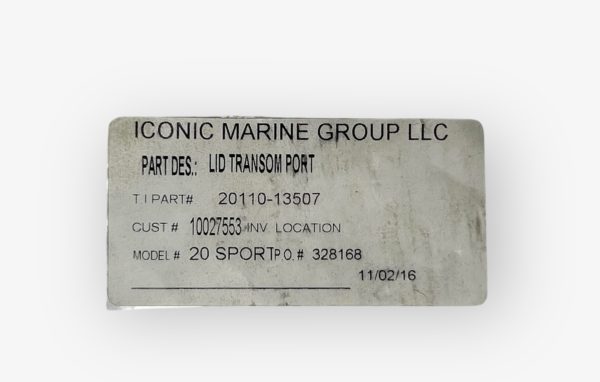 ICONIC MARINE GROUP LLC
PART DES.: LID TRANSOM PORT
T I PART# 20110-13507
CUST # 10027553 INV. LOCATION
MODEL # 20 SPORT P.O. # 328168
11/02/16